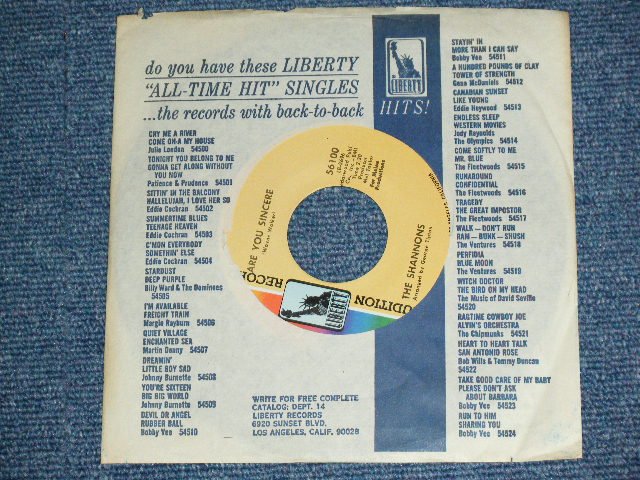 do you have these LIBERTY
"ALL-TIME HIT" SINGLES
...the records with back-to-back
LIBERTY
HITS!
CRY ME A RIVER
COME ON-A MY HOUSE
Julie London 54500
TONIGHT YOU BELONG TO ME
GONNA GET ALONG WITHOUT
YOU NOW
Patience & Prudence 54501
SITTIN' IN THE BALCONY
HALLELUJAH, I LOVE HER SO
Eddie Cochran 54502
SUMMERTIME BLUES
TEENAGE HEAVEN
Eddie Cochran 54503
C'MON EVERYBODY
SOMETHIN' ELSE
Eddie Cochran 54504
STARDUST
DEEP PURPLE
Billy Ward & The Dominoes
54505
I'M AVAILABLE
FREIGHT TRAIN
Margie Rayburn 54506
QUIET VILLAGE
ENCHANTED SEA
Martin Denny 54507
DREAMIN'
LITTLE BOY SAD
Johnny Burnette 54508
YOU'RE SIXTEEN
BIG BIG WORLD
Johnny Burnette 54509
DEVIL OR ANGEL
RUBBER BALL
Bobby Vee 54510
ARE YOU SINCERE
56100
THE SHANNONS
LIBERTY
WRITE FOR FREE COMPLETE
CATALOG: DEPT. 14
LIBERTY RECORDS
6920 SUNSET BLVD.
LOS ANGELES, CALIF. 90028
STAYIN' IN
MORE THAN I CAN SAY
Bobby Vee 54511
A HUNDRED POUNDS OF CLAY
TOWER OF STRENGTH
Gene McDaniels 54512
CANADIAN SUNSET
LIKE YOUNG
Eddie Heywood 54513
ENDLESS SLEEP
WESTERN MOVIES
Jody Reynolds
The Olympics 54514
COME SOFTLY TO ME
MR. BLUE
The Fleetwoods 54515
RUNAROUND
CONFIDENTIAL
The Fleetwoods 54516
TRAGEDY
THE GREAT IMPOSTOR
The Fleetwoods 54517
WALK—DON'T RUN
RAM—BUNK—SHUSH
The Ventures 54518
PERFIDIA
BLUE MOON
The Ventures 54519
WITCH DOCTOR
THE BIRD ON MY HEAD
The Music of David Seville
54520
RAGTIME COWBOY JOE
ALVIN'S ORCHESTRA
The Chipmunks 54521
HEART TO HEART TALK
SAN ANTONIO ROSE
Bob Wills & Tommy Duncan
54522
TAKE GOOD CARE OF MY BABY
PLEASE DON'T ASK
ABOUT BARBARA
Bobby Vee 54523
RUN TO HIM
SHARING YOU
Bobby Vee 54524